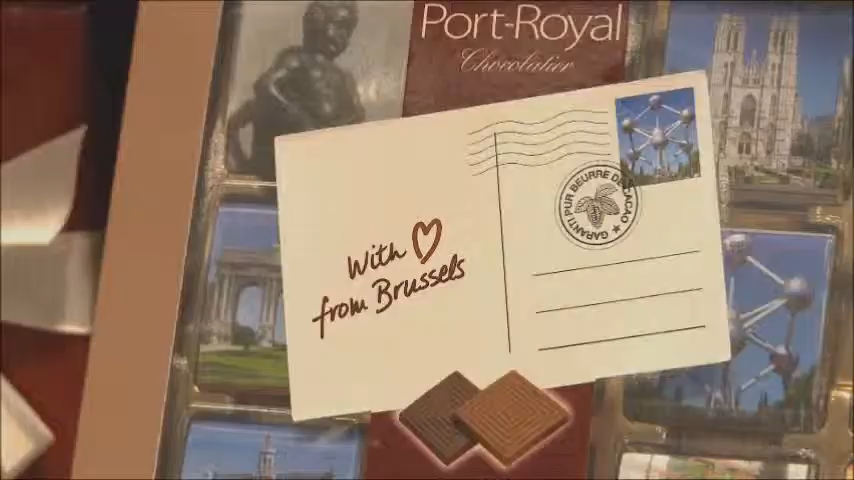 Port-Royal
Chocolatier
PUR BEURRE DE CACAO
GARANTI
With ♡
from Brussels